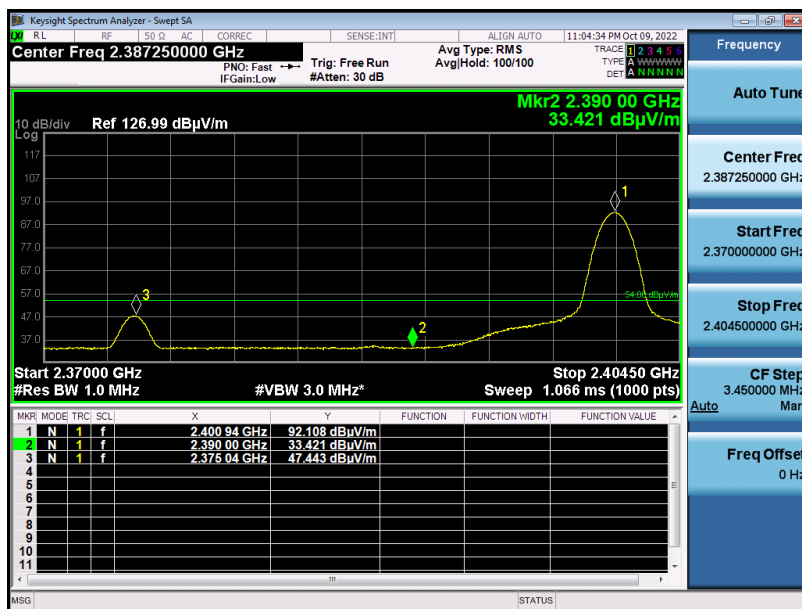 Keysight Spectrum Analyzer - Swept SA
LXI RL RF 50 Ω AC CORREC SENSE:INT ALIGN AUTO 11:04:34 PM Oct 09, 2022
Center Freq 2.387250000 GHz
PNO: Fast
IFGain:Low
Trig: Free Run
#Atten: 30 dB
Avg Type: RMS
Avg|Hold: 100/100
TRACE 1 2 3 4 5 6
TYPE A WWWWW
DET A N N N N N
Mkr2 2.390 00 GHz
33.421 dBµV/m
10 dB/div
Log
Ref 126.99 dBµV/m
117
107
97.0
87.0
77.0
67.0
57.0
47.0
37.0
1
2
3
54.00 dBµV/m
Start 2.37000 GHz Stop 2.40450 GHz
#Res BW 1.0 MHz #VBW 3.0 MHz* Sweep 1.066 ms (1000 pts)
MKR MODE TRC SCL X Y FUNCTION FUNCTION WIDTH FUNCTION VALUE
1 N 1 f 2.400 94 GHz 92.108 dBµV/m
2 N 1 f 2.390 00 GHz 33.421 dBµV/m
3 N 1 f 2.375 04 GHz 47.443 dBµV/m
4
5
6
7
8
9
10
11
MSG STATUS
Frequency
Auto Tune
Center Freq
2.387250000 GHz
Start Freq
2.370000000 GHz
Stop Freq
2.404500000 GHz
CF Step
3.450000 MHz
Auto Man
Freq Offset
0 Hz